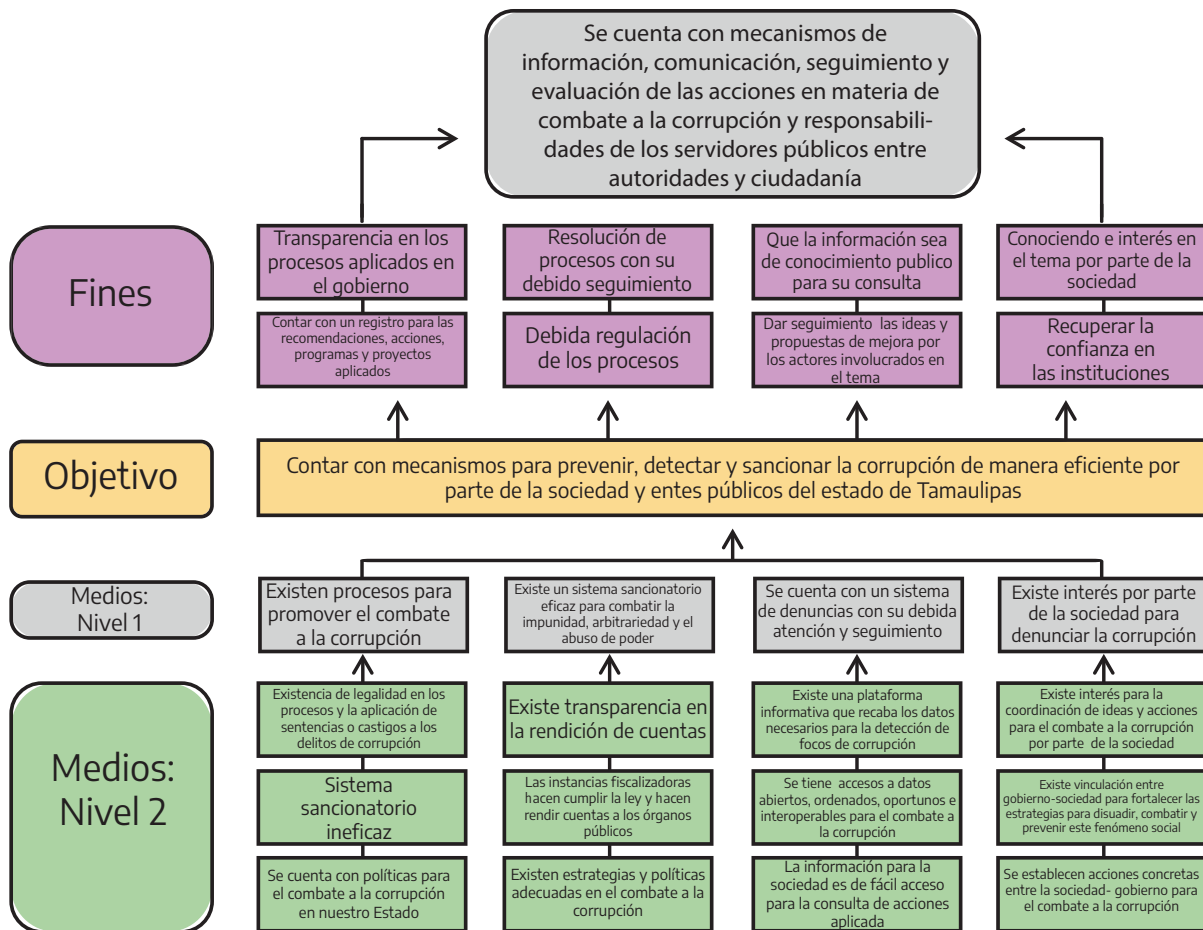 Se cuenta con mecanismos de
información, comunicación, seguimiento y
evaluación de las acciones en materia de
combate a la corrupción y responsabili-
dades de los servidores públicos entre
autoridades y ciudadanía
Fines
Transparencia en los
procesos aplicados en
el gobierno
Resolución de
procesos con su
debido seguimiento
Que la información sea
de conocimiento publico
para su consulta
Conociendo e interés en
el tema por parte de la
sociedad
Contar con un registro para las
recomendaciones, acciones,
programas y proyectos
aplicados
Debida regulación
de los procesos
Dar seguimiento las ideas y
propuestas de mejora por
los actores involucrados en
el tema
Recuperar la
confianza en
las instituciones
Objetivo
Contar con mecanismos para prevenir, detectar y sancionar la corrupción de manera eficiente por
parte de la sociedad y entes públicos del estado de Tamaulipas
Medios:
Nivel 1
Existen procesos para
promover el combate
a la corrupción
Existe un sistema sancionatorio
eficaz para combatir la
impunidad, arbitrariedad y el
abuso de poder
Se cuenta con un sistema
de denuncias con su debida
atención y seguimiento
Existe interés por parte
de la sociedad para
denunciar la corrupción
Medios:
Nivel 2
Existencia de legalidad en los
procesos y la aplicación de
sentencias o castigos a los
delitos de corrupción
Existe transparencia en
la rendición de cuentas
Existe una plataforma
informativa que recaba los datos
necesarios para la detección de
focos de corrupción
Existe interés para la
coordinación de ideas y acciones
para el combate a la corrupción
por parte de la sociedad
Sistema
sancionatorio
ineficaz
Las instancias fiscalizadoras
hacen cumplir la ley y hacen
rendir cuentas a los órganos
públicos
Se tiene accesos a datos
abiertos, ordenados, oportunos e
interoperables para el combate a
la corrupción
Existe vinculación entre
gobierno-sociedad para fortalecer las
estrategias para disuadir, combatir y
prevenir este fenómeno social
Se cuenta con políticas para
el combate a la corrupción
en nuestro Estado
Existen estrategias y políticas
adecuadas en el combate a la
corrupción
La información para la
sociedad es de fácil acceso
para la consulta de acciones
aplicada
Se establecen acciones concretas
entre la sociedad- gobierno para
el combate a la corrupción